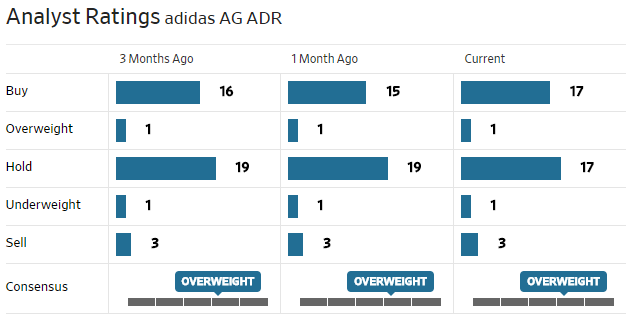 Analyst Ratings adidas AG ADR
3 Months Ago 1 Month Ago Current
Buy 16 15 17
Overweight 1 1 1
Hold 19 19 17
Underweight 1 1 1
Sell 3 3 3
Consensus OVERWEIGHT OVERWEIGHT OVERWEIGHT